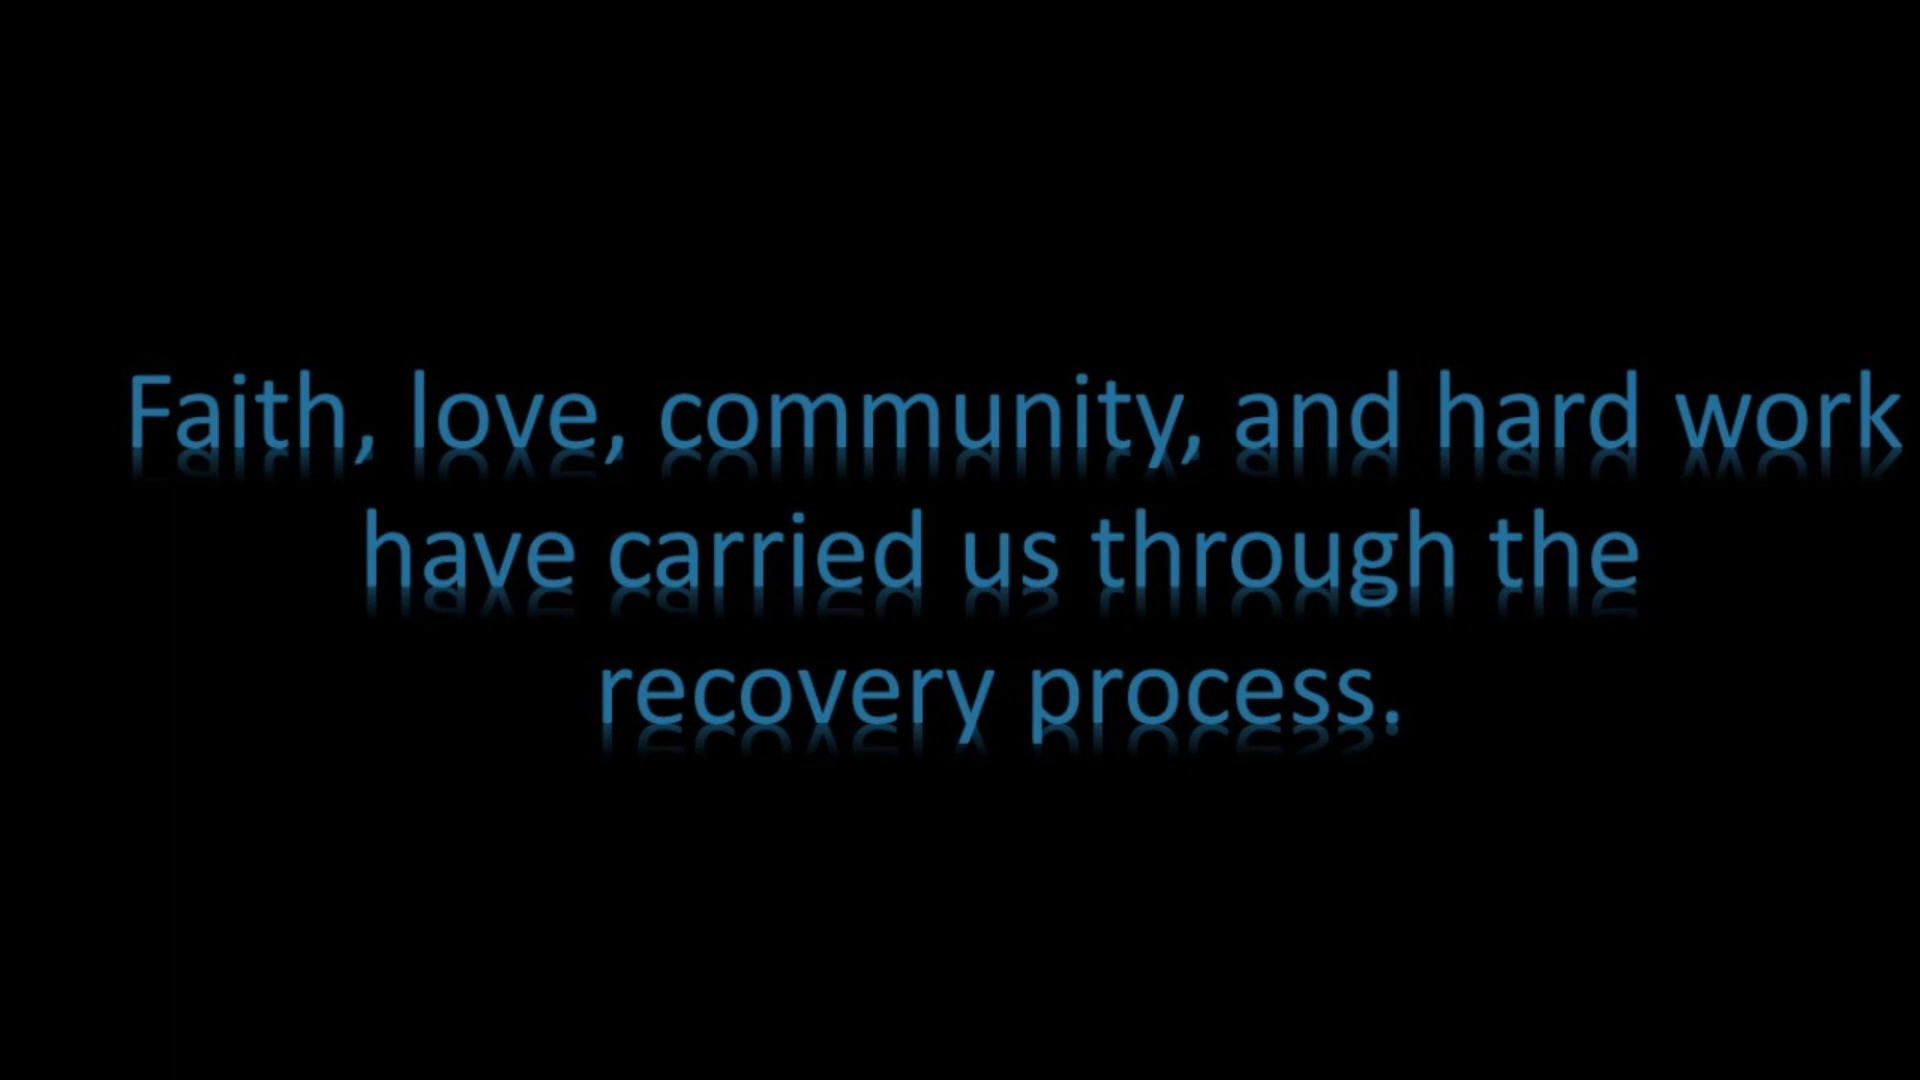 Faith, love, community, and hard work
have carried us through the
recovery process.